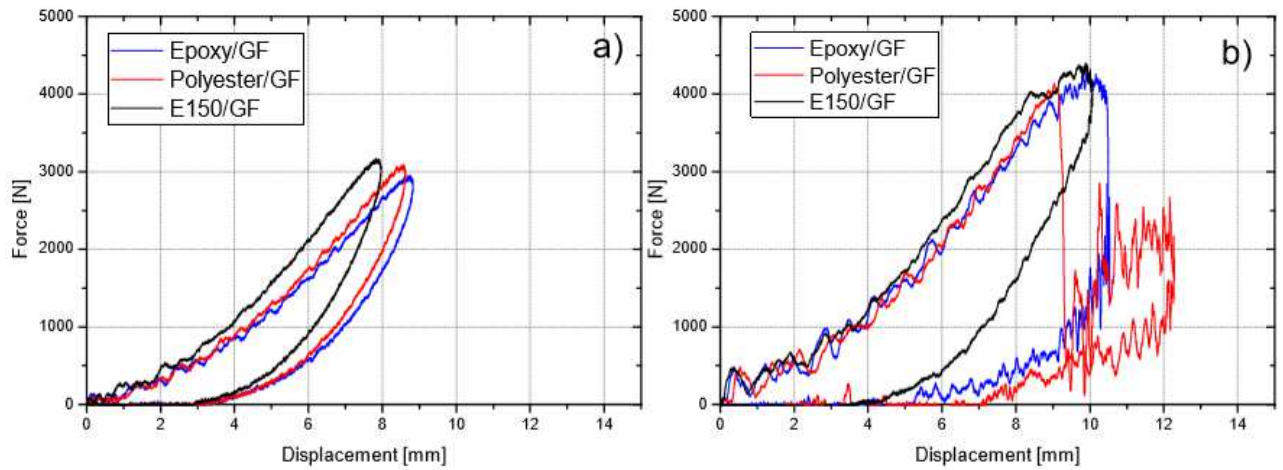 a)
Epoxy/GF
Polyester/GF
E150/GF
Force [N]
5000
4000
3000
2000
1000
0
0 2 4 6 8 10 12 14
Displacement [mm]
b)
Epoxy/GF
Polyester/GF
E150/GF
Force [N]
5000
4000
3000
2000
1000
0
0 2 4 6 8 10 12 14
Displacement [mm]